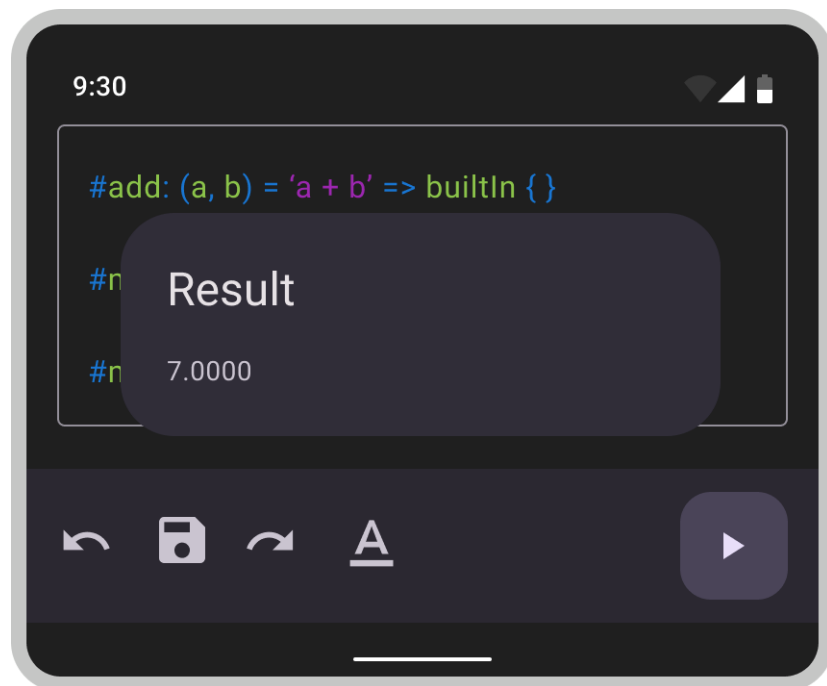 9:30
#add: (a, b) = ‘a + b’ => builtIn { }
Result
7.0000
A